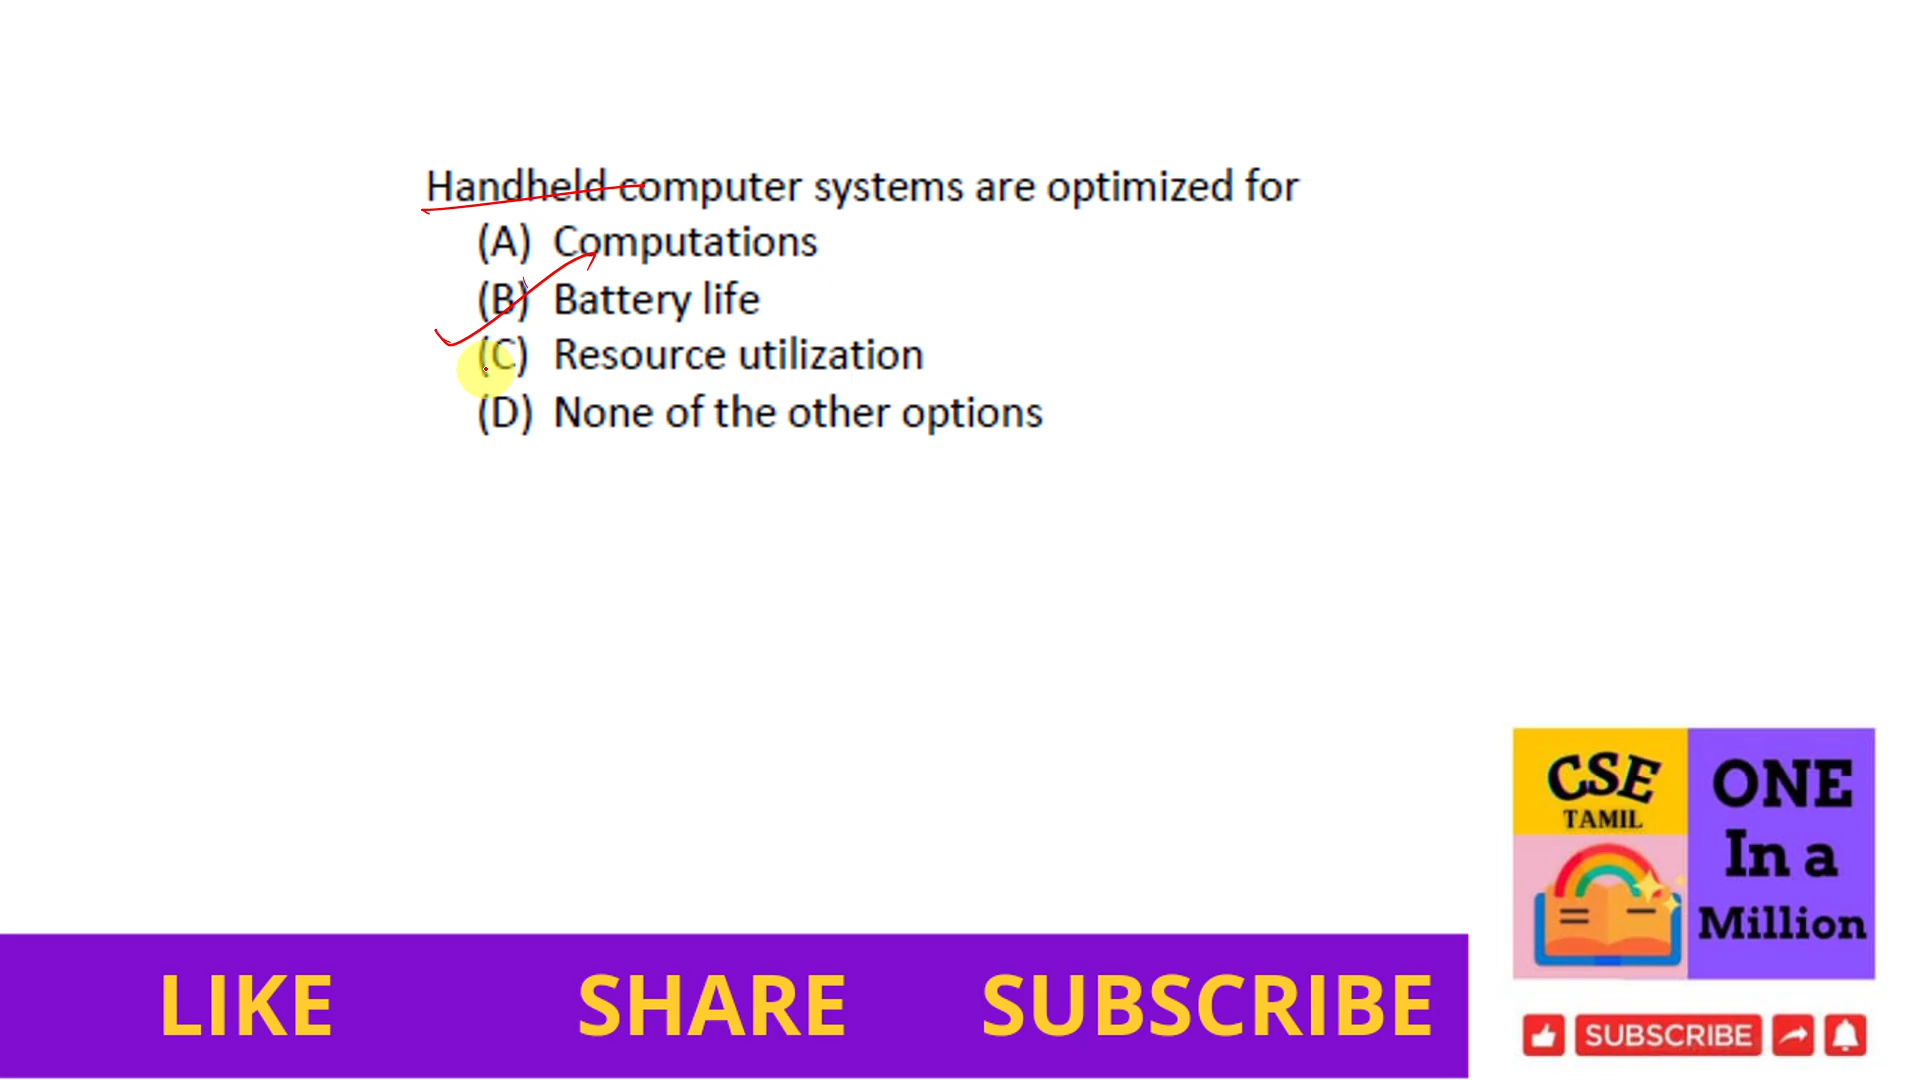 Handheld computer systems are optimized for
(A) Computations
(B) Battery life
(C) Resource utilization
(D) None of the other options
CSE
TAMIL
ONE
In a
Million
LIKE SHARE SUBSCRIBE
SUBSCRIBE